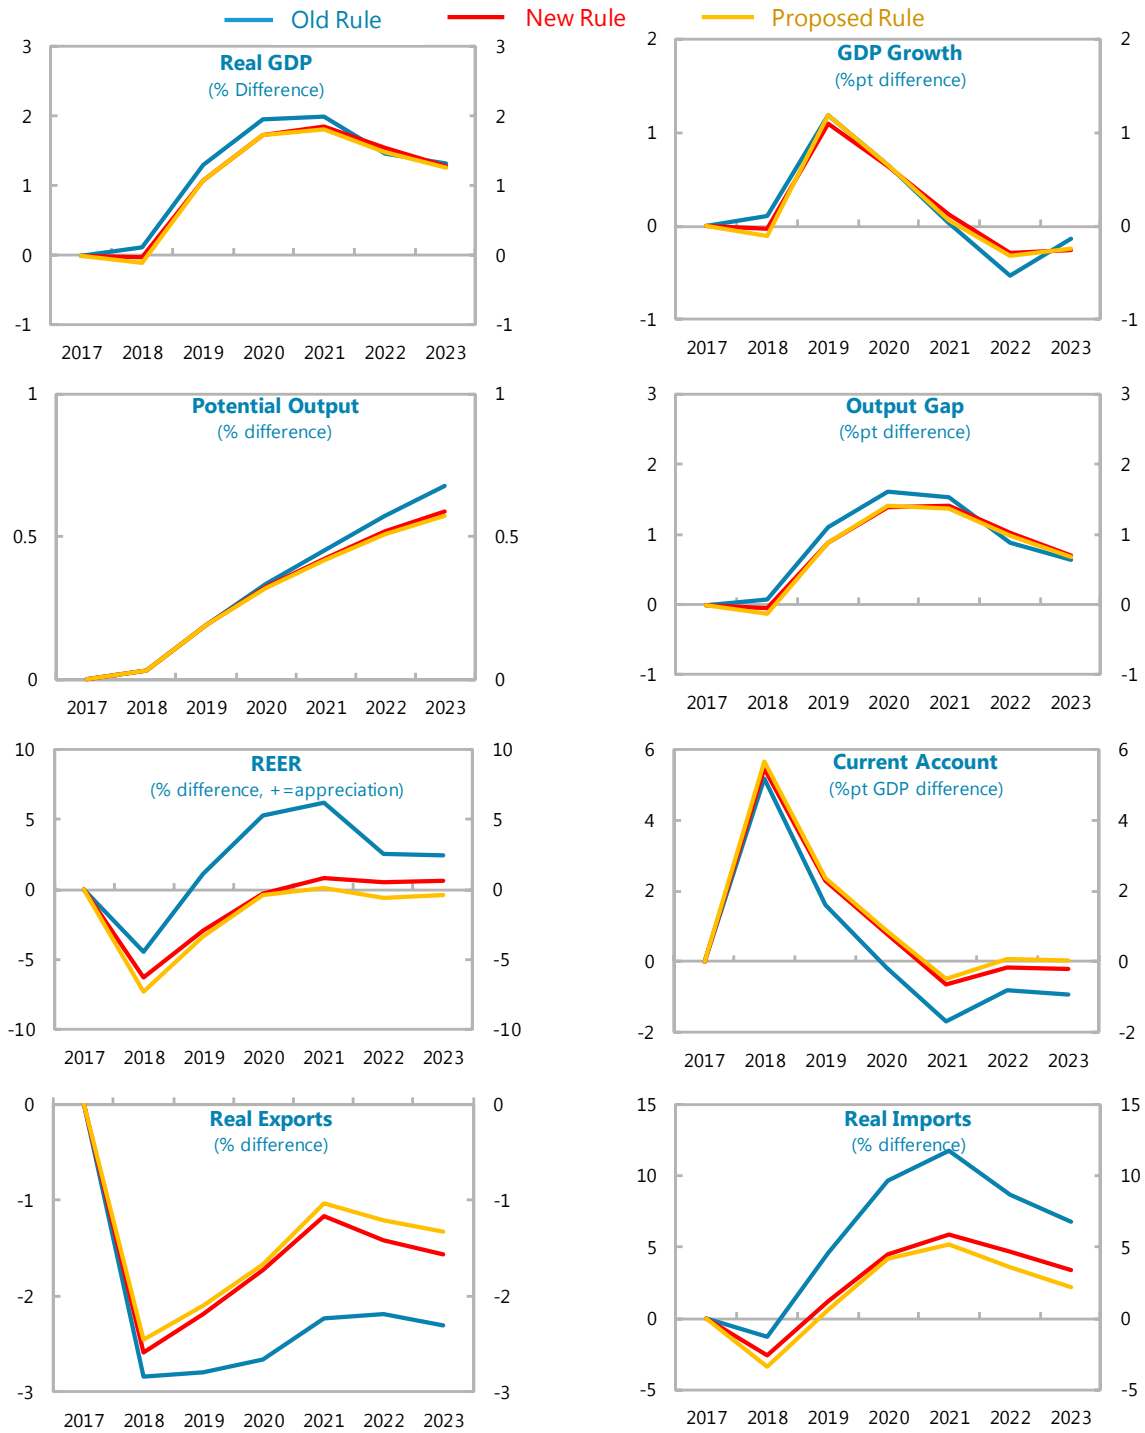 Old Rule New Rule Proposed Rule
Real GDP
(% Difference)
3 3
2 2
1 1
0 0
-1 -1
2017 2018 2019 2020 2021 2022 2023
GDP Growth
(%pt difference)
2 2
1 1
0 0
-1 -1
2017 2018 2019 2020 2021 2022 2023
Potential Output
(% difference)
1 1
0.5 0.5
0 0
2017 2018 2019 2020 2021 2022 2023
Output Gap
(%pt difference)
3 3
2 2
1 1
0 0
-1 -1
2017 2018 2019 2020 2021 2022 2023
REER
(% difference, +=appreciation)
10 10
5 5
0 0
-5 -5
-10 -10
2017 2018 2019 2020 2021 2022 2023
Current Account
(%pt GDP difference)
6 6
4 4
2 2
0 0
-2 -2
2017 2018 2019 2020 2021 2022 2023
Real Exports
(% difference)
0 0
-1 -1
-2 -2
-3 -3
2017 2018 2019 2020 2021 2022 2023
Real Imports
(% difference)
15 15
10 10
5 5
0 0
-5 -5
2017 2018 2019 2020 2021 2022 2023